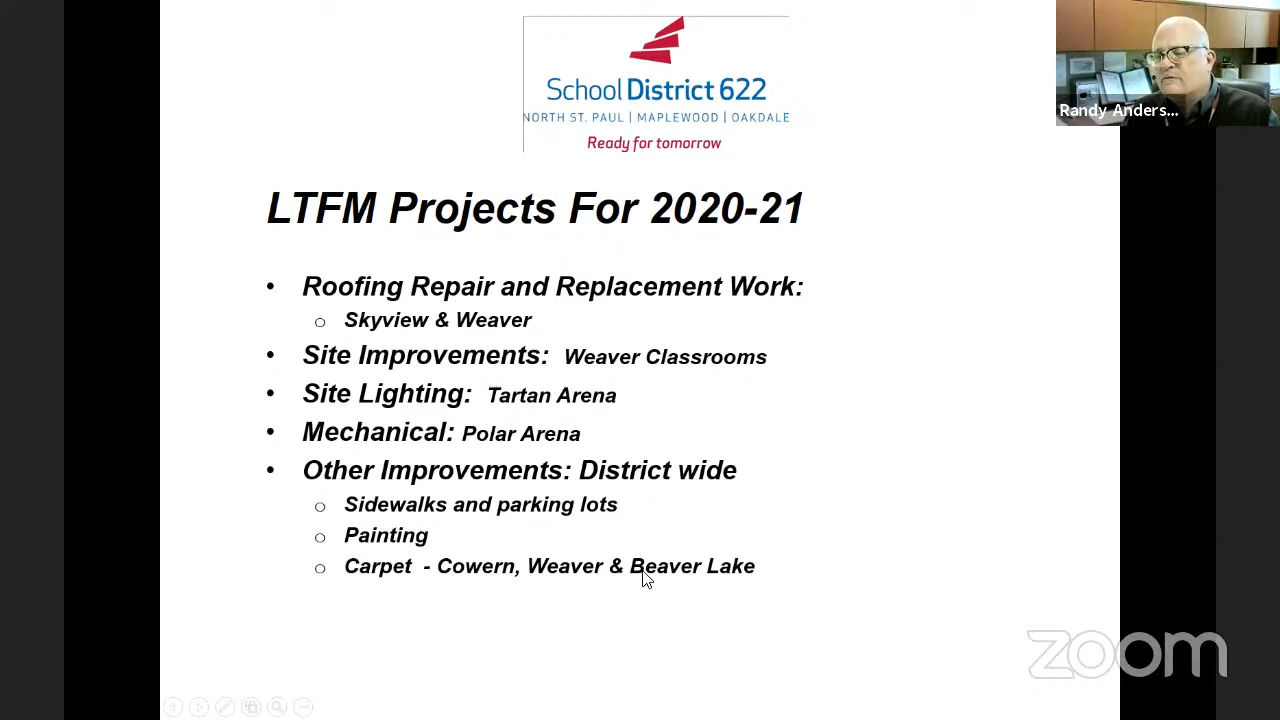 School District 622
NORTH ST. PAUL | MAPLEWOOD | OAKDALE
Ready for tomorrow
Randy Anders...
LTFM Projects For 2020-21
• Roofing Repair and Replacement Work:
o Skyview & Weaver
• Site Improvements: Weaver Classrooms
• Site Lighting: Tartan Arena
• Mechanical: Polar Arena
• Other Improvements: District wide
o Sidewalks and parking lots
o Painting
o Carpet - Cowern, Weaver & Beaver Lake
zoom